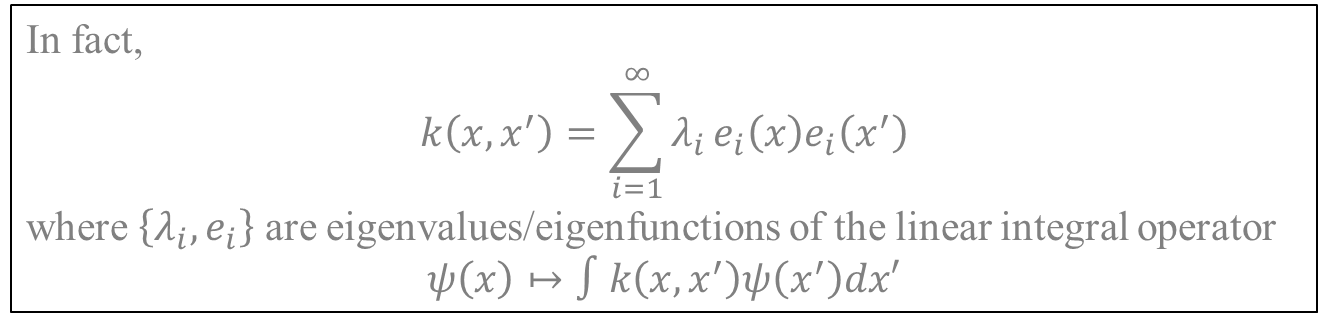 In fact,
k(x, x′) = ∑_{i=1}^{∞} λ_i e_i(x)e_i(x′)
where {λ_i, e_i} are eigenvalues/eigenfunctions of the linear integral operator
ψ(x) ↦ ∫ k(x, x′)ψ(x′)dx′